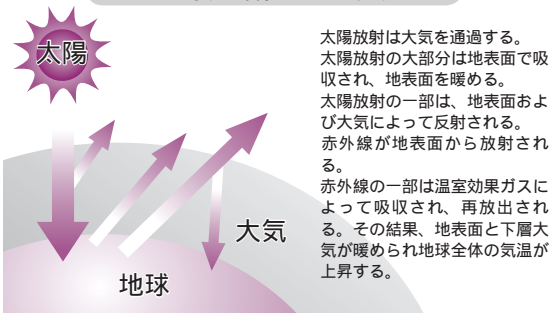 太陽
大気
地球
太陽放射は大気を通過する。
太陽放射の大部分は地表面で吸
収され、地表面を暖める。
太陽放射の一部は、地表面およ
び大気によって反射される。
赤外線が地表面から放射され
る。
赤外線の一部は温室効果ガスに
よって吸収され、再放出され
る。その結果、地表面と下層大
気が暖められ地球全体の気温が
上昇する。